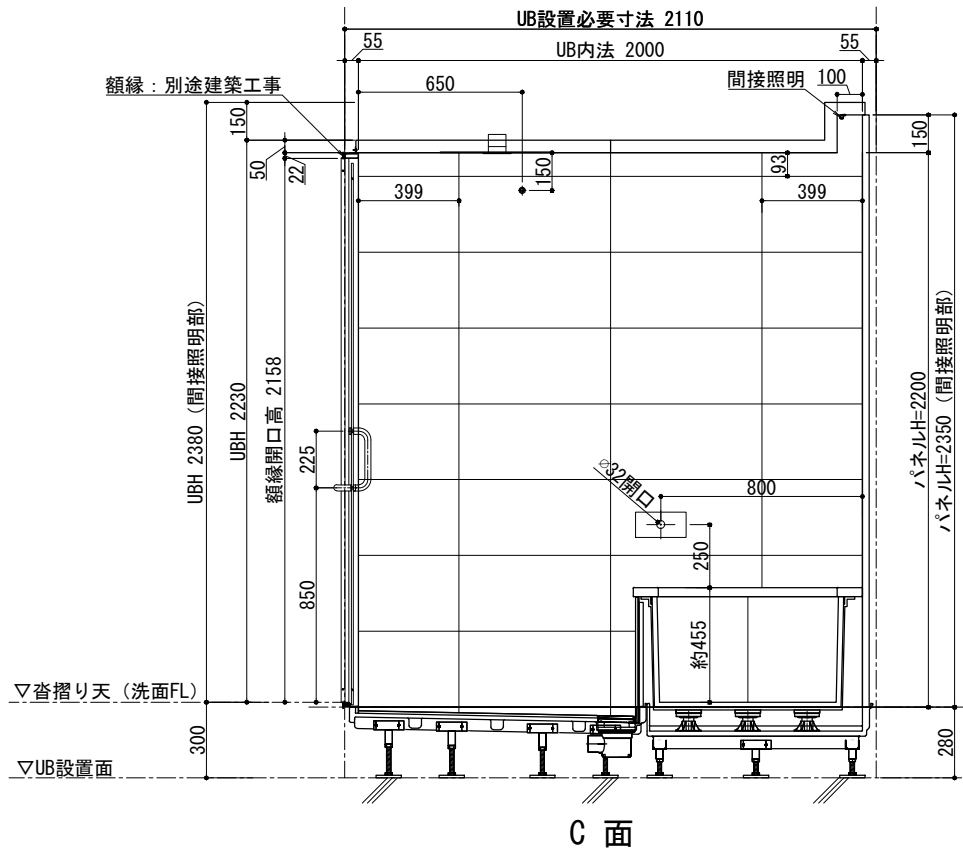 UB設置必要寸法 2110
55
UB内法 2000
55
額縁：別途建築工事
650
間接照明
100
150
50
22
150
93
150
399
399
UBH 2380 (間接照明部)
UBH 2230
額縁開口高 2158
225
850
φ32開口
800
250
約455
パネルH=2200
パネルH=2350 (間接照明部)
▽沓摺り天 (洗面FL)
300
280
▽UB設置面
C 面